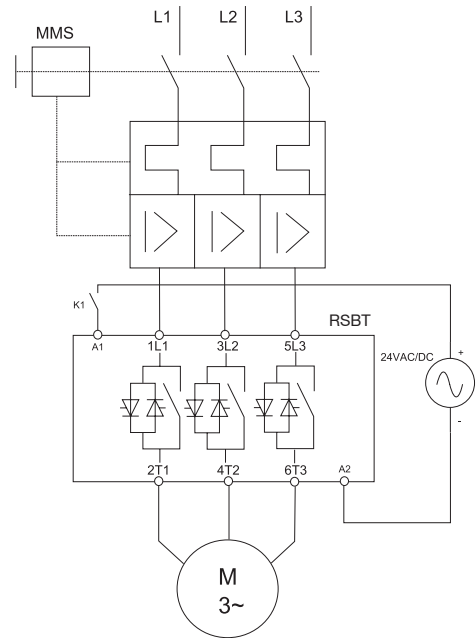 L1 L2 L3
MMS
K1
RSBT
A1 1L1 3L2 5L3
24VAC/DC
+
-
2T1 4T2 6T3 A2
M
3~